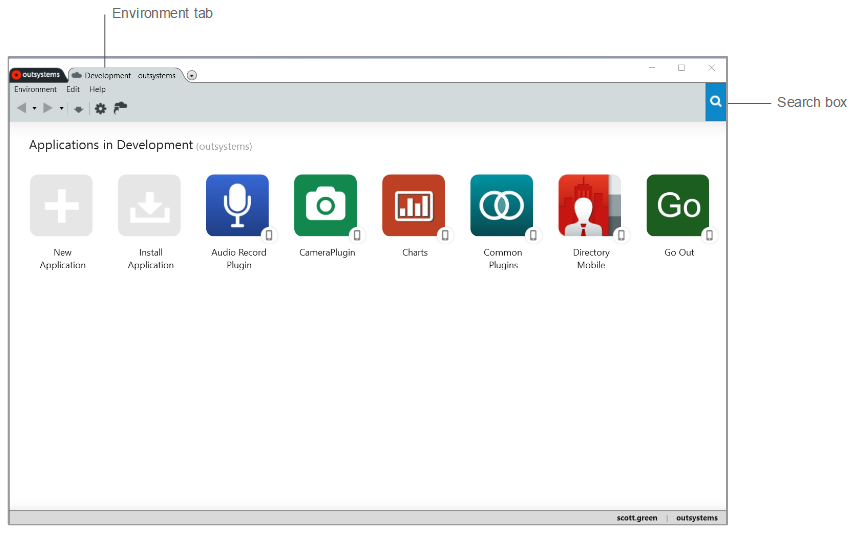 Environment tab
outsystems
Development outsystems
Environment Edit Help
Search box
Applications in Development (outsystems)
New Application
Install Application
Audio Record Plugin
CameraPlugin
Charts
Common Plugins
Directory Mobile
Go
Go Out
scott.green | outsystems